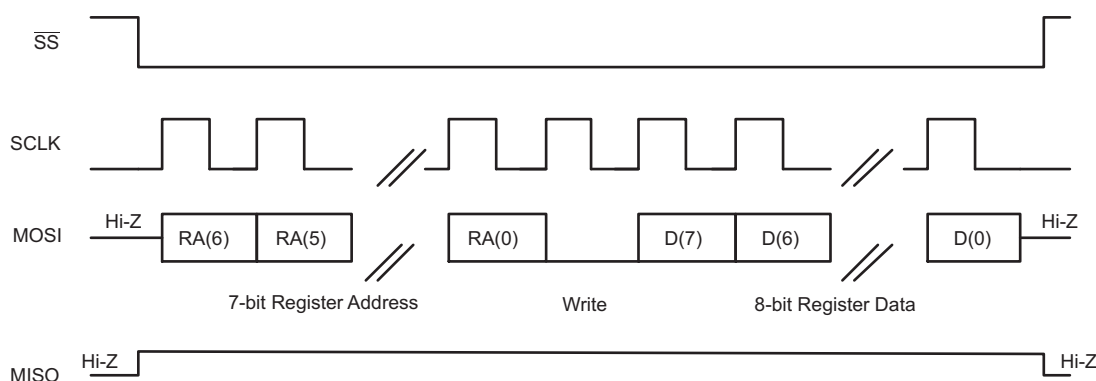 SS
SCLK
Hi-Z
Hi-Z
MOSI
RA(6)
RA(5)
RA(0)
D(7)
D(6)
D(0)
7-bit Register Address
Write
8-bit Register Data
Hi-Z
Hi-Z
MISO